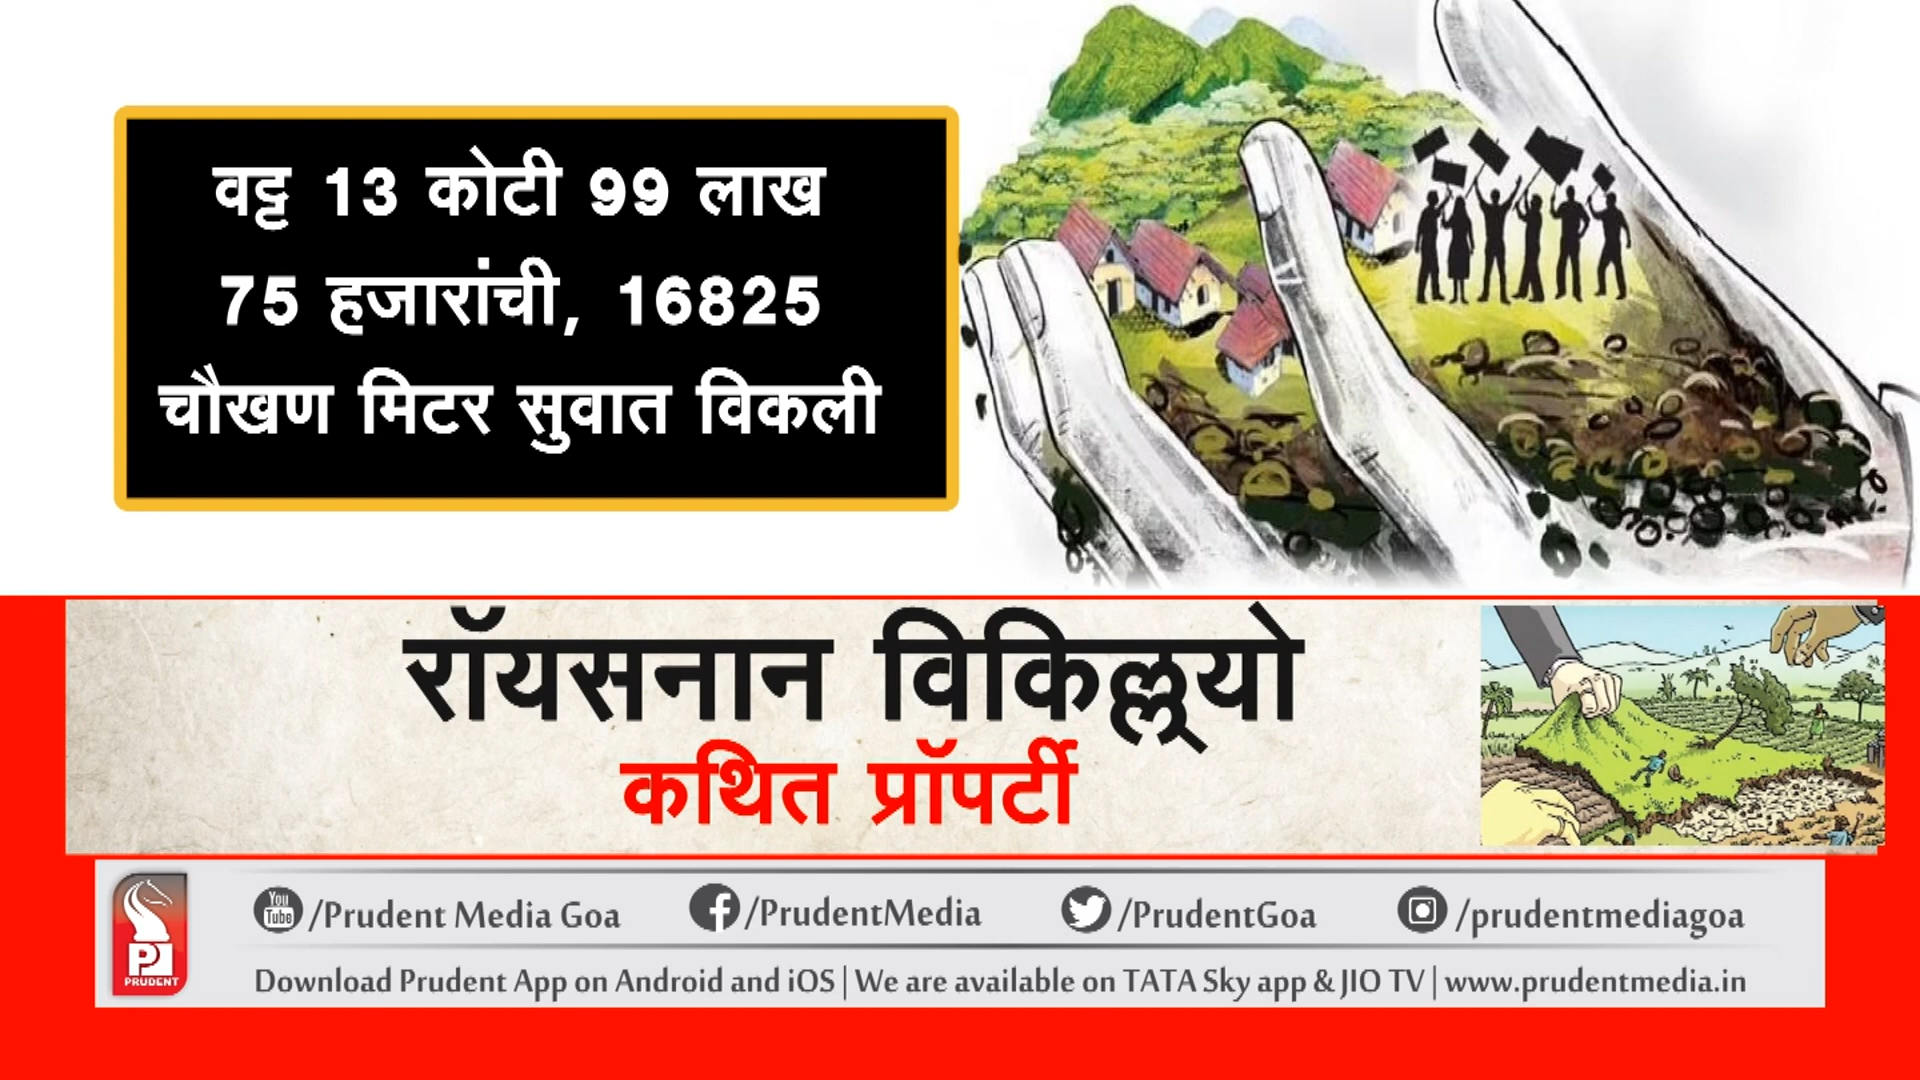 वट्ट 13 कोटी 99 लाख
75 हजारांची, 16825
चौखण मिटर सुवात विकली
रॉयसनान विकिल्ल्यो
कथित प्रॉपर्टी
You Tube /Prudent Media Goa /PrudentMedia /PrudentGoa /prudentmediagoa
PRUDENT
Download Prudent App on Android and iOS | We are available on TATA Sky app & JIO TV | www.prudentmedia.in